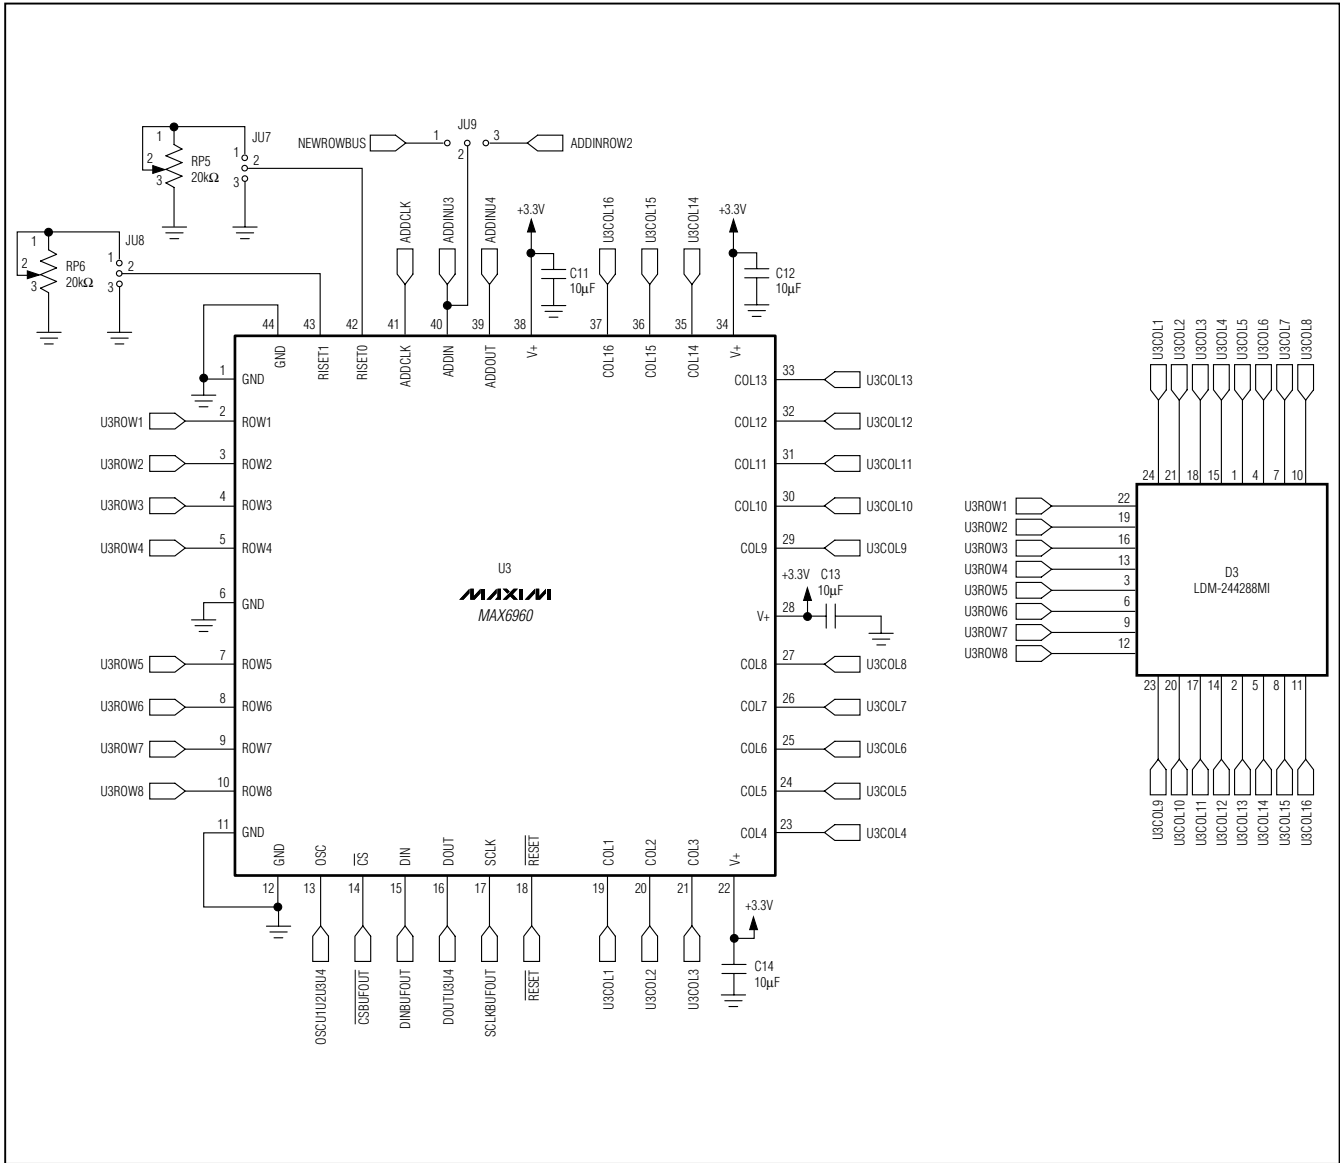 JU9
NEWROWBUS 1 2 3 ADDINROW2
1 2 3 RP5 20kΩ
JU7 1 2 3
1 2 3 RP6 20kΩ
JU8 1 2 3
ADDCLK
ADDINU3
ADDINU4
+3.3V
C11 10μF
U3COL16
U3COL15
U3COL14
+3.3V
C12 10μF
44 GND
43 RISET1
42 RISET0
41 ADDCLK
40 ADDIN
39 ADDOUT
38 V+
37 COL16
36 COL15
35 COL14
34 V+
1 GND
U3ROW1 2 ROW1
U3ROW2 3 ROW2
U3ROW3 4 ROW3
U3ROW4 5 ROW4
6 GND
U3ROW5 7 ROW5
U3ROW6 8 ROW6
U3ROW7 9 ROW7
U3ROW8 10 ROW8
11 GND
U3
MAXIM
MAX6960
COL13 33 U3COL13
COL12 32 U3COL12
COL11 31 U3COL11
COL10 30 U3COL10
COL9 29 U3COL9
+3.3V C13
10μF
V+ 28
COL8 27 U3COL8
COL7 26 U3COL7
COL6 25 U3COL6
COL5 24 U3COL5
COL4 23 U3COL4
GND 12
OSC 13 OSCU1U2U3U4
CS 14 CSBUFOUT
DIN 15 DINBUFOUT
DOUT 16 DOUTU3U4
SCLK 17 SCLKBUFOUT
RESET 18 RESET
COL1 19 U3COL1
COL2 20 U3COL2
COL3 21 U3COL3
V+ 22
+3.3V
C14
10μF
U3COL1 24
U3COL2 21
U3COL3 18
U3COL4 15
U3COL5 1
U3COL6 4
U3COL7 7
U3COL8 10
U3ROW1 22
U3ROW2 19
U3ROW3 16
U3ROW4 13
U3ROW5 3
U3ROW6 6
U3ROW7 9
U3ROW8 12
D3
LDM-244288MI
23 U3COL9
20 U3COL10
17 U3COL11
14 U3COL12
2 U3COL13
5 U3COL14
8 U3COL15
11 U3COL16